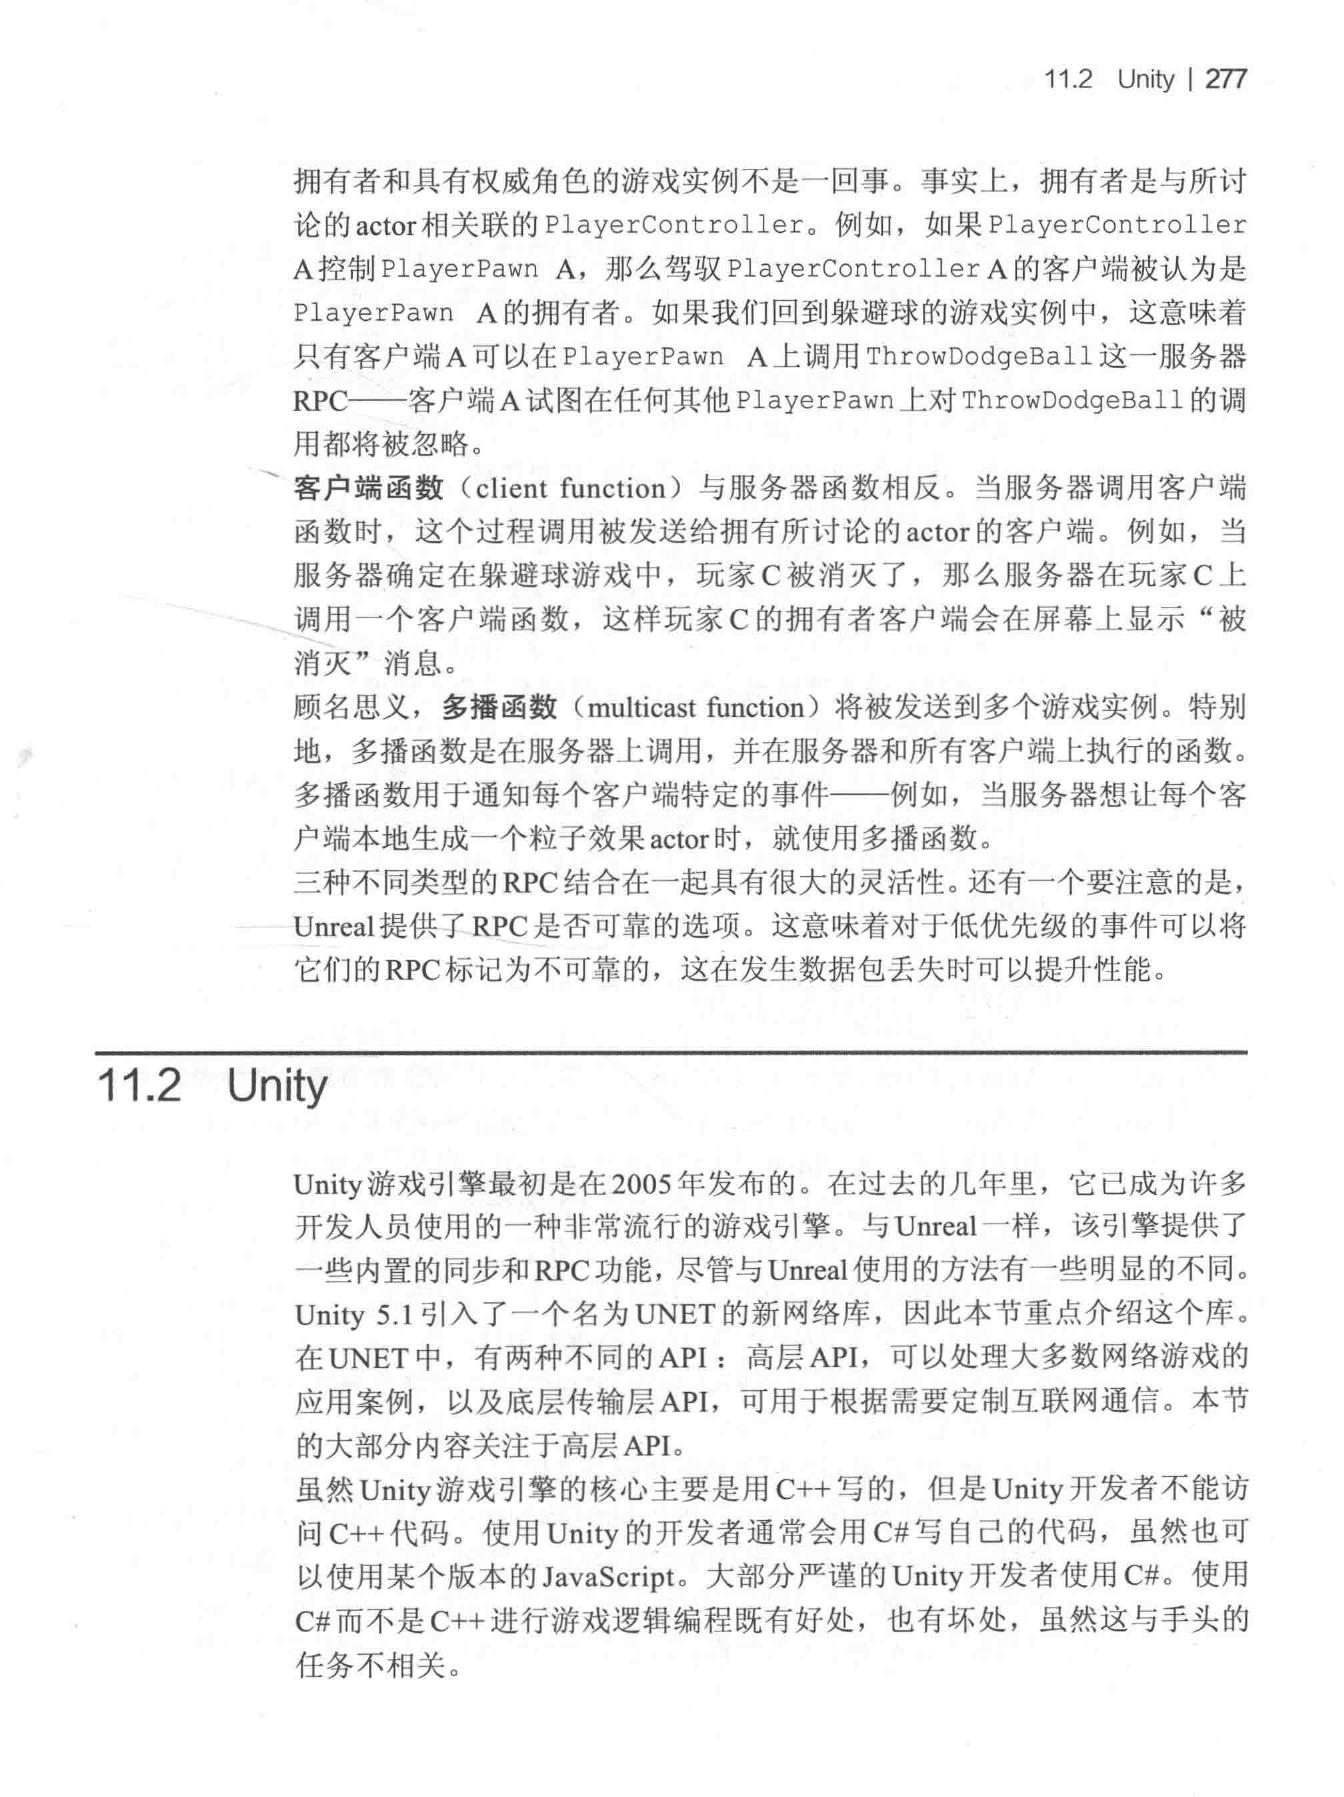 11.2 Unity | 277
拥有者和具有权威角色的游戏实例不是一回事。事实上，拥有者是与所讨
论的actor相关联的PlayerController。例如，如果PlayerController
A控制PlayerPawn A，那么驾驭PlayerController A的客户端被认为是
PlayerPawn A的拥有者。如果我们回到躲避球的游戏实例中，这意味着
只有客户端A可以在PlayerPawn A上调用ThrowDodgeBall这一服务器
RPC——客户端A试图在任何其他PlayerPawn上对ThrowDodgeBall的调
用都将被忽略。
客户端函数（client function）与服务器函数相反。当服务器调用客户端
函数时，这个过程调用被发送给拥有所讨论的actor的客户端。例如，当
服务器确定在躲避球游戏中，玩家C被消灭了，那么服务器在玩家C上
调用一个客户端函数，这样玩家C的拥有者客户端会在屏幕上显示“被
消灭”消息。
顾名思义，多播函数（multicast function）将被发送到多个游戏实例。特别
地，多播函数是在服务器上调用，并在服务器和所有客户端上执行的函数。
多播函数用于通知每个客户端特定的事件——例如，当服务器想让每个客
户端本地生成一个粒子效果actor时，就使用多播函数。
三种不同类型的RPC结合在一起具有很大的灵活性。还有一个要注意的是，
Unreal提供了RPC是否可靠的选项。这意味着对于低优先级的事件可以将
它们的RPC标记为不可靠的，这在发生数据包丢失时可以提升性能。
11.2 Unity
Unity游戏引擎最初是在2005年发布的。在过去的几年里，它已成为许多
开发人员使用的一种非常流行的游戏引擎。与Unreal一样，该引擎提供了
一些内置的同步和RPC功能，尽管与Unreal使用的方法有一些明显的不同。
Unity 5.1引入了一个名为UNET的新网络库，因此本节重点介绍这个库。
在UNET中，有两种不同的API：高层API，可以处理大多数网络游戏的
应用案例，以及底层传输层API，可用于根据需要定制互联网通信。本节
的大部分内容关注于高层API。
虽然Unity游戏引擎的核心主要是用C++写的，但是Unity开发者不能访
问C++代码。使用Unity的开发者通常会用C#写自己的代码，虽然也可
以使用某个版本的JavaScript。大部分严谨的Unity开发者使用C#。使用
C#而不是C++进行游戏逻辑编程既有好处，也有坏处，虽然这与手头的
任务不相关。